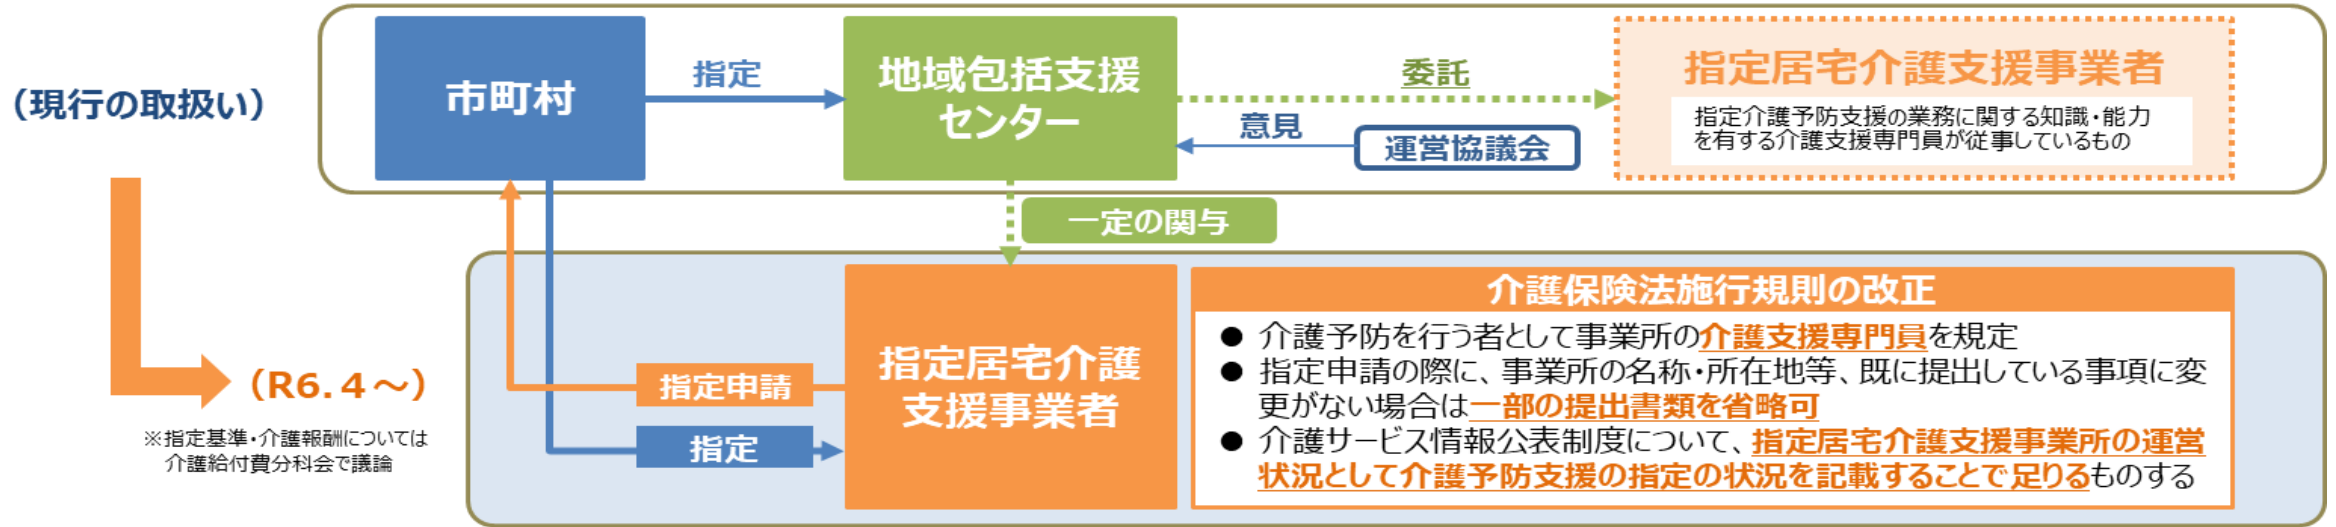 （現行の取扱い）
市町村
指定
地域包括支援
センター
委託
意見
運営協議会
指定居宅介護支援事業者
指定介護予防支援の業務に関する知識・能力
を有する介護支援専門員が従事しているもの
一定の関与
（R6.４～）
※指定基準・介護報酬については
介護給付費分科会で議論
指定申請
指定
指定居宅介護
支援事業者
介護保険法施行規則の改正
● 介護予防を行う者として事業所の介護支援専門員を規定
● 指定申請の際に、事業所の名称・所在地等、既に提出している事項に変
更がない場合は一部の提出書類を省略可
● 介護サービス情報公表制度について、指定居宅介護支援事業所の運営
状況として介護予防支援の指定の状況を記載することで足りるものする